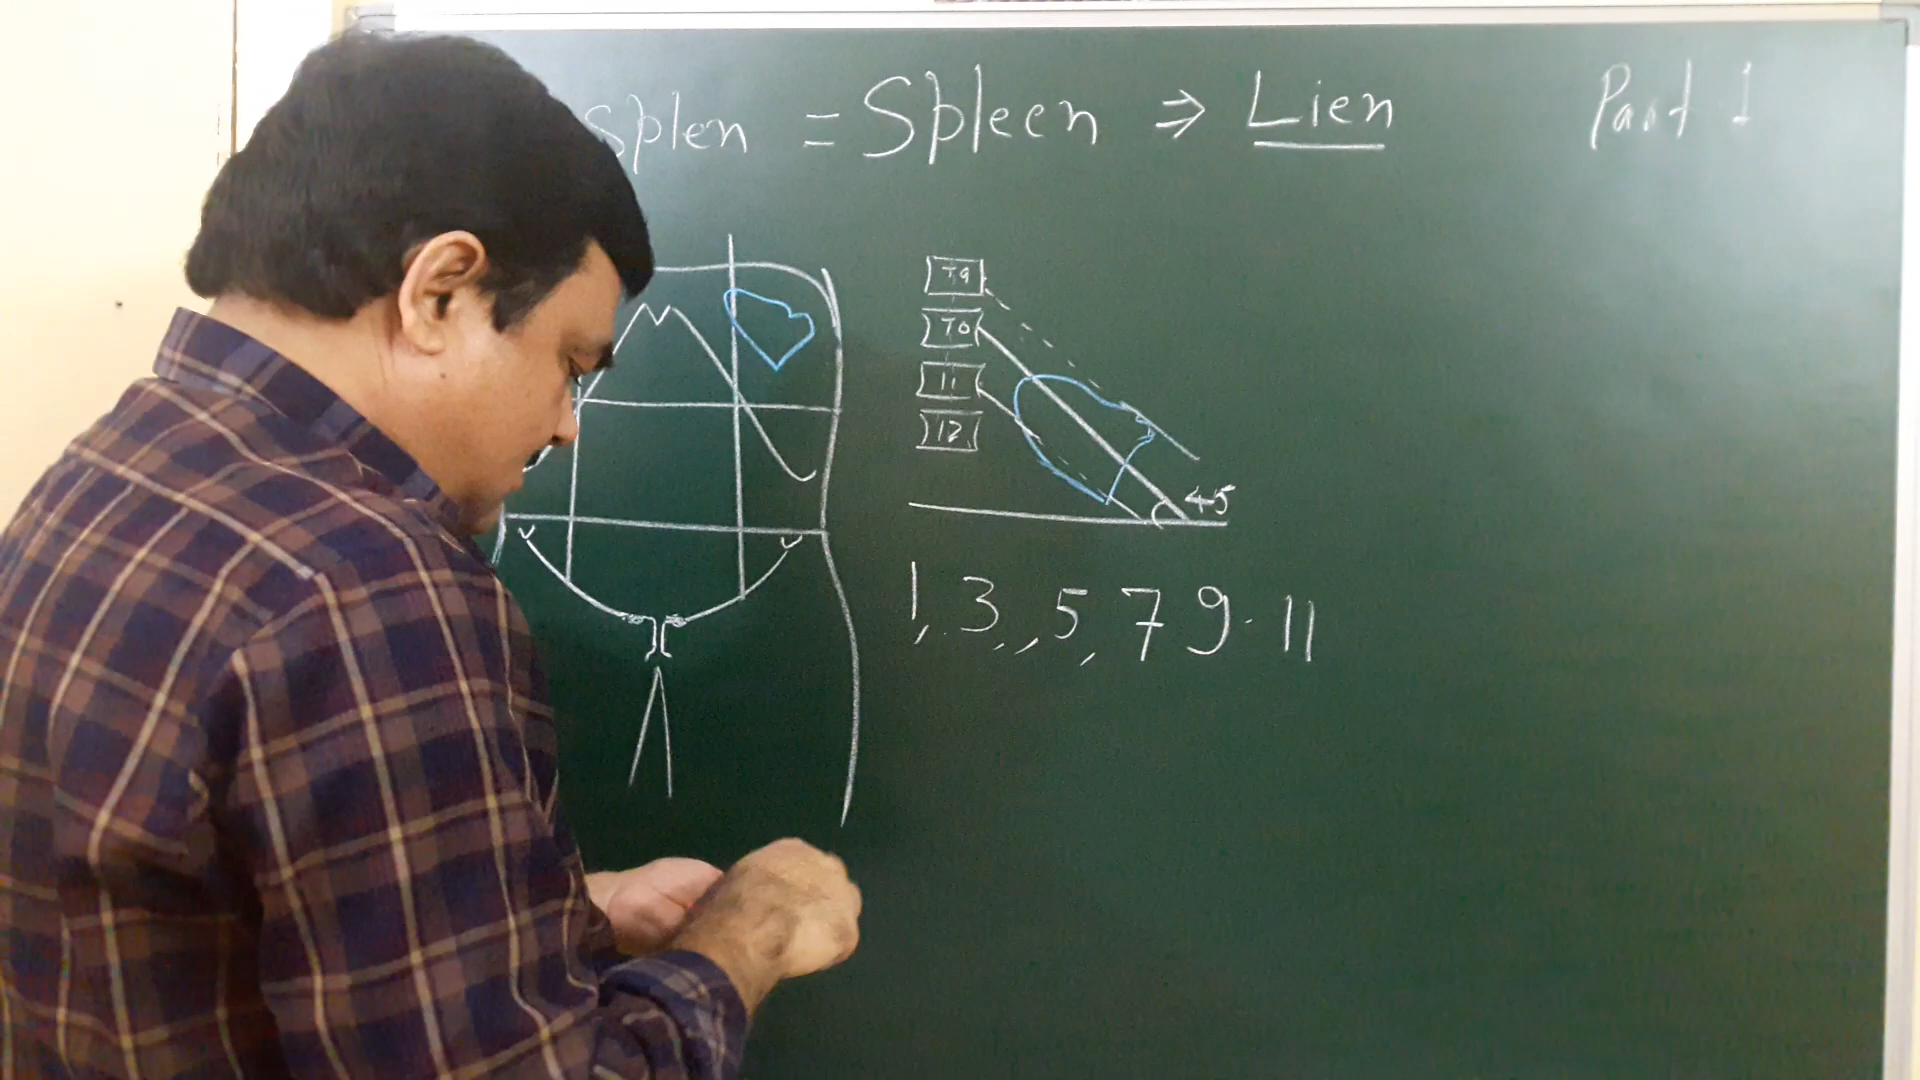 Splen = Spleen ⇒ Lien
Part 1
T9
T10
11
12
45
1, 3, 5, 7 9 . 11